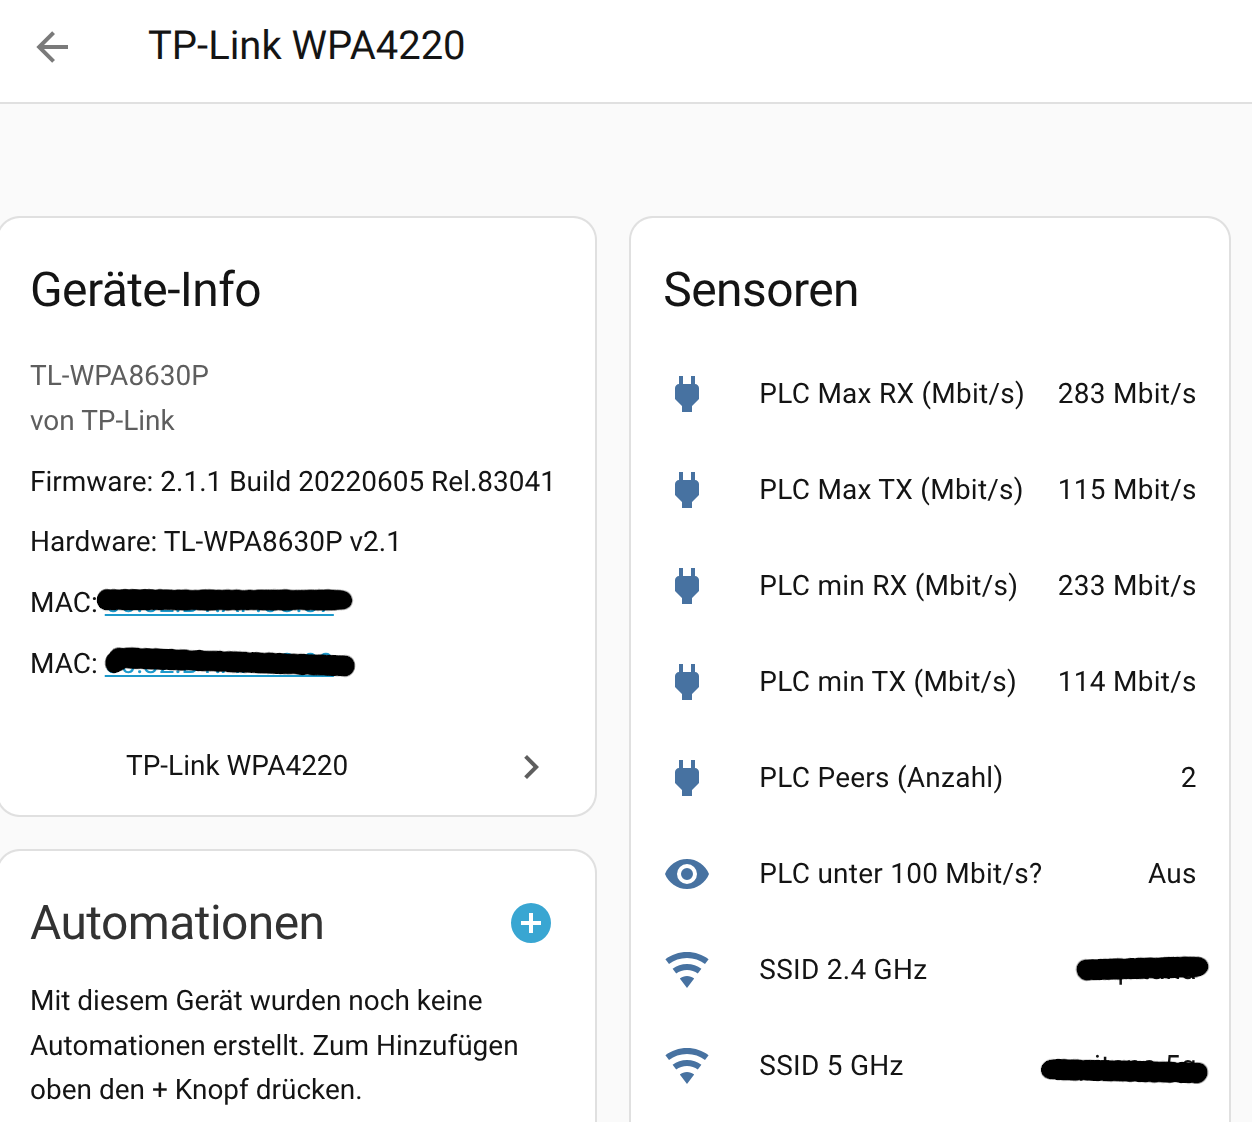 TP-Link WPA4220
Geräte-Info
TL-WPA8630P
von TP-Link
Firmware: 2.1.1 Build 20220605 Rel.83041
Hardware: TL-WPA8630P v2.1
MAC:
MAC:
TP-Link WPA4220
Automationen
Mit diesem Gerät wurden noch keine
Automationen erstellt. Zum Hinzufügen
oben den + Knopf drücken.
Sensoren
PLC Max RX (Mbit/s) 283 Mbit/s
PLC Max TX (Mbit/s) 115 Mbit/s
PLC min RX (Mbit/s) 233 Mbit/s
PLC min TX (Mbit/s) 114 Mbit/s
PLC Peers (Anzahl) 2
PLC unter 100 Mbit/s? Aus
SSID 2.4 GHz
SSID 5 GHz